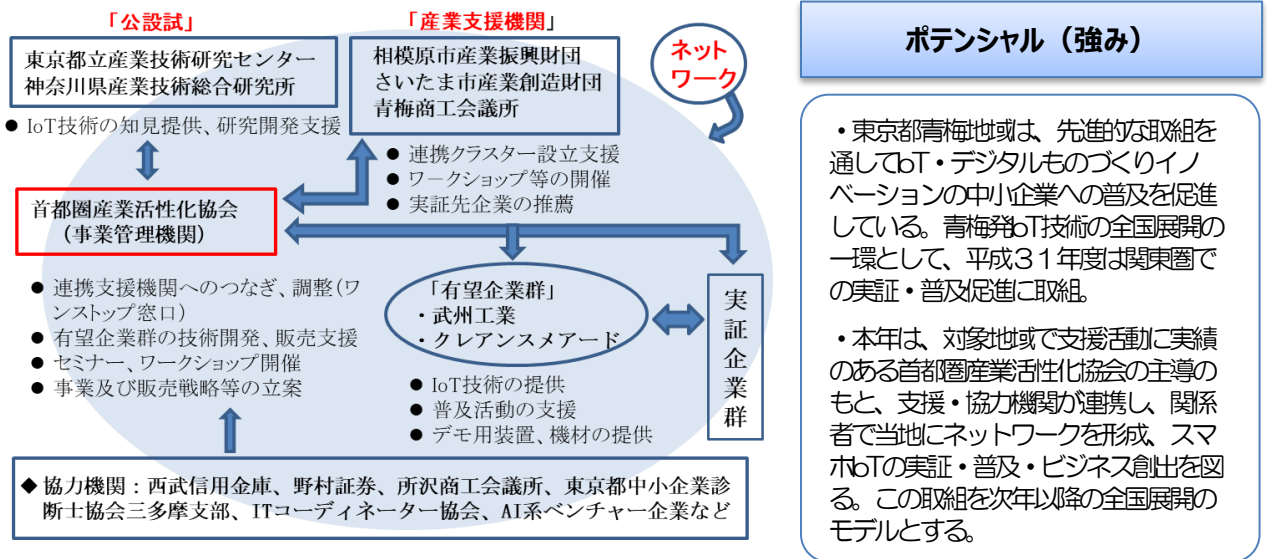 「公設試」
東京都立産業技術研究センター
神奈川県産業技術総合研究所
● IoT技術の知見提供、研究開発支援
「産業支援機関」
相模原市産業振興財団
さいたま市産業創造財団
青梅商工会議所
● 連携クラスター設立支援
● ワークショップ等の開催
● 実証先企業の推薦
ネット
ワーク
首都圏産業活性化協会
（事業管理機関）
● 連携支援機関へのつなぎ、調整(ワ
ンストップ窓口)
● 有望企業群の技術開発、販売支援
● セミナー、ワークショップ開催
● 事業及び販売戦略等の立案
「有望企業群」
・武州工業
・クレアンスメアード
● IoT技術の提供
● 普及活動の支援
● デモ用装置、機材の提供
実
証
企
業
群
◆ 協力機関：西武信用金庫、野村証券、所沢商工会議所、東京都中小企業診
断士協会三多摩支部、ITコーディネーター協会、AI系ベンチャー企業など
ポテンシャル（強み）
・東京都青梅地域は、先進的な取組を
通してIoT・デジタルものづくりイノ
ベーションの中小企業への普及を促進
している。青梅発IoT技術の全国展開の
一環として、平成３１年度は関東圏で
の実証・普及促進に取組。
・本年は、対象地域で支援活動に実績
のある首都圏産業活性化協会の主導の
もと、支援・協力機関が連携し、関係
者で当地にネットワークを形成、スマ
ホIoTの実証・普及・ビジネス創出を図
る。この取組を次年以降の全国展開の
モデルとする。